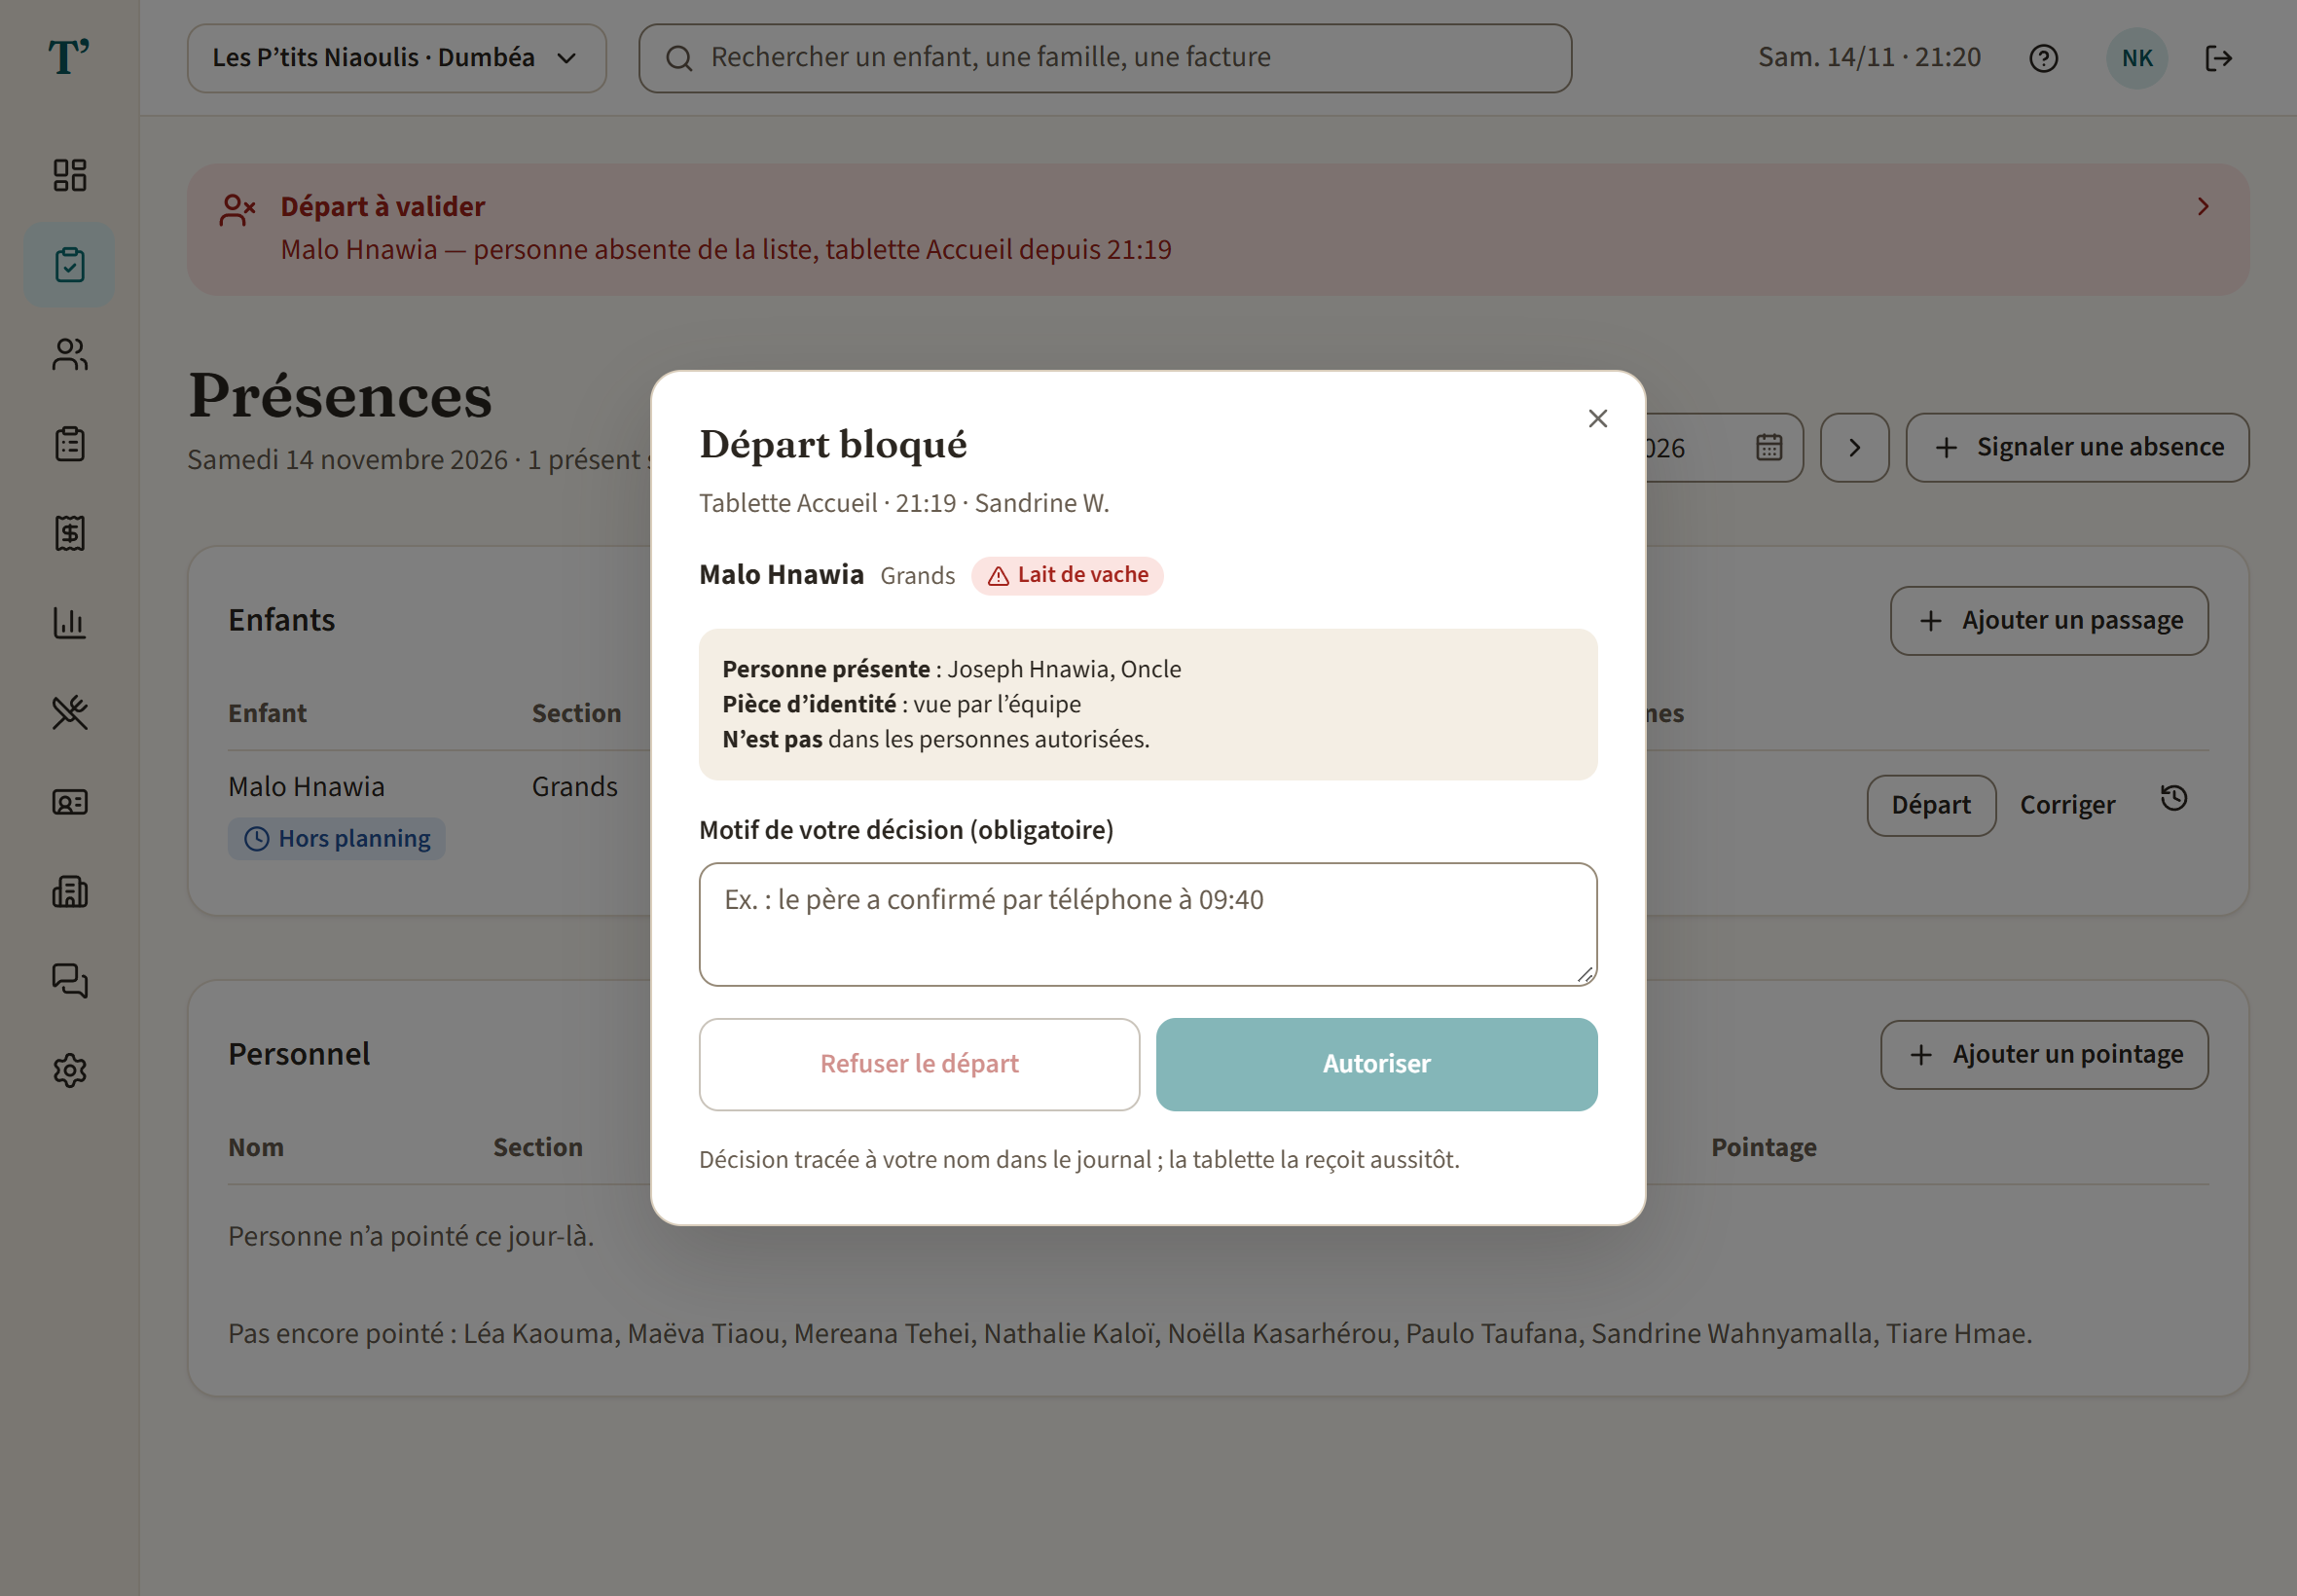 T’
Les P’tits Niaoulis · Dumbéa
Rechercher un enfant, une famille, une facture
Sam. 14/11 · 21:20
NK
Départ à valider
Malo Hnawia — personne absente de la liste, tablette Accueil depuis 21:19
Présences
Samedi 14 novembre 2026 · 1 présent
026
Signaler une absence
Départ bloqué
Tablette Accueil · 21:19 · Sandrine W.
Malo Hnawia Grands Lait de vache
Personne présente : Joseph Hnawia, Oncle
Pièce d’identité : vue par l’équipe
N’est pas dans les personnes autorisées.
Motif de votre décision (obligatoire)
Ex. : le père a confirmé par téléphone à 09:40
Refuser le départ
Autoriser
Décision tracée à votre nom dans le journal ; la tablette la reçoit aussitôt.
Enfants
Ajouter un passage
Enfant Section nes
Malo Hnawia Grands
Hors planning
Départ Corriger
Personnel
Ajouter un pointage
Nom Section Pointage
Personne n’a pointé ce jour-là.
Pas encore pointé : Léa Kaouma, Maëva Tiaou, Mereana Tehei, Nathalie Kaloï, Noëlla Kasarhérou, Paulo Taufana, Sandrine Wahnyamalla, Tiare Hmae.